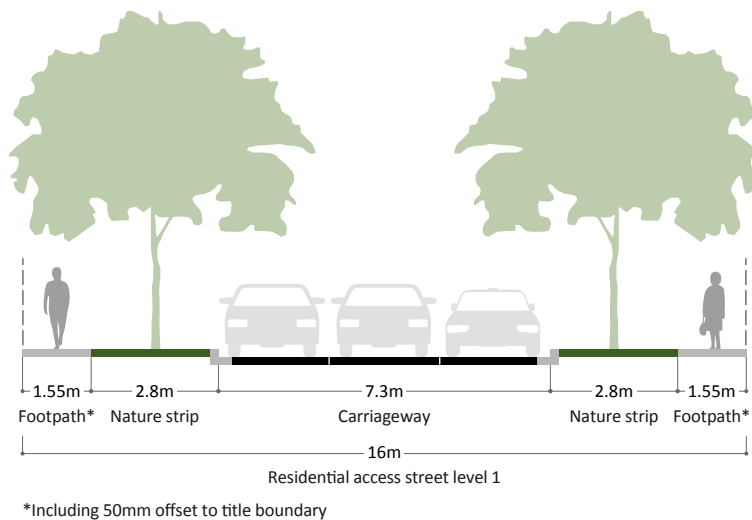 1.55m 2.8m 7.3m 2.8m 1.55m
Footpath* Nature strip Carriageway Nature strip Footpath*
16m
Residential access street level 1
*Including 50mm offset to title boundary